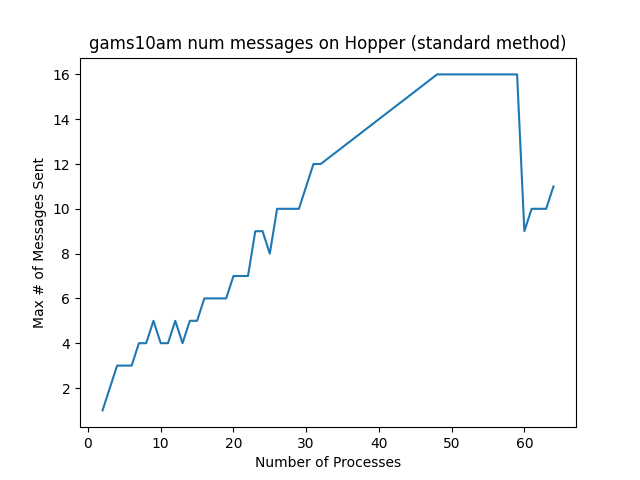 gams10am num messages on Hopper (standard method)
16
14
12
10
8
6
4
2
Max # of Messages Sent
0 10 20 30 40 50 60
Number of Processes